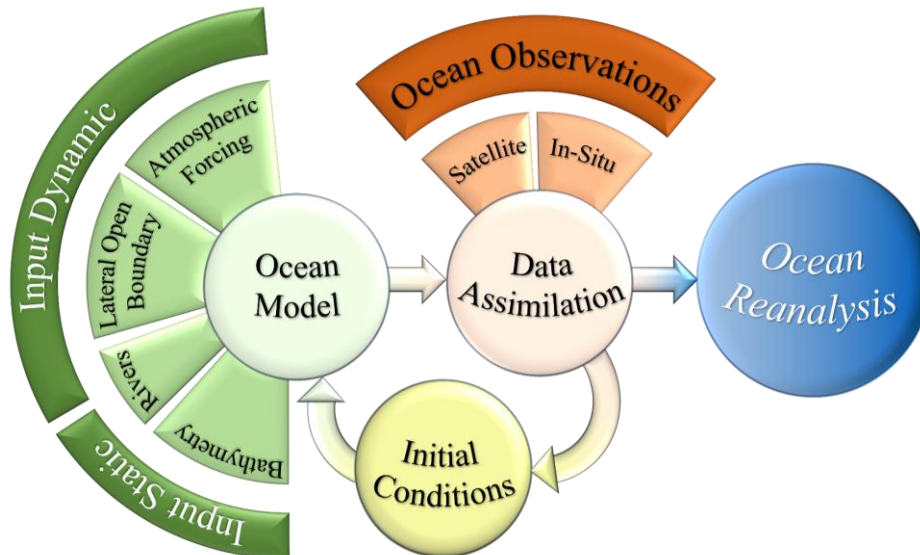 Input Dynamic
Atmospheric
Forcing
Lateral Open
Boundary
Rivers
Bathymetry
Input Static
Ocean
Model
Ocean Observations
Satellite
In-Situ
Data
Assimilation
Initial
Conditions
Ocean
Reanalysis